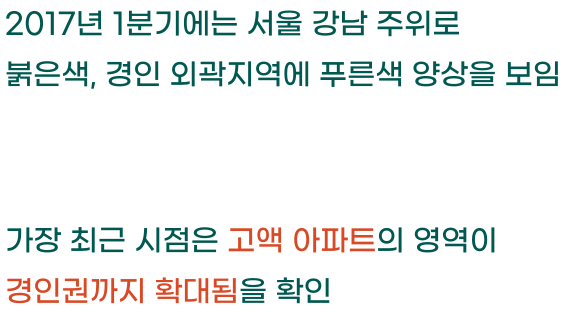 2017년 1분기에는 서울 강남 주위로
붉은색, 경인 외곽지역에 푸른색 양상을 보임
가장 최근 시점은 고액 아파트의 영역이
경인권까지 확대됨을 확인